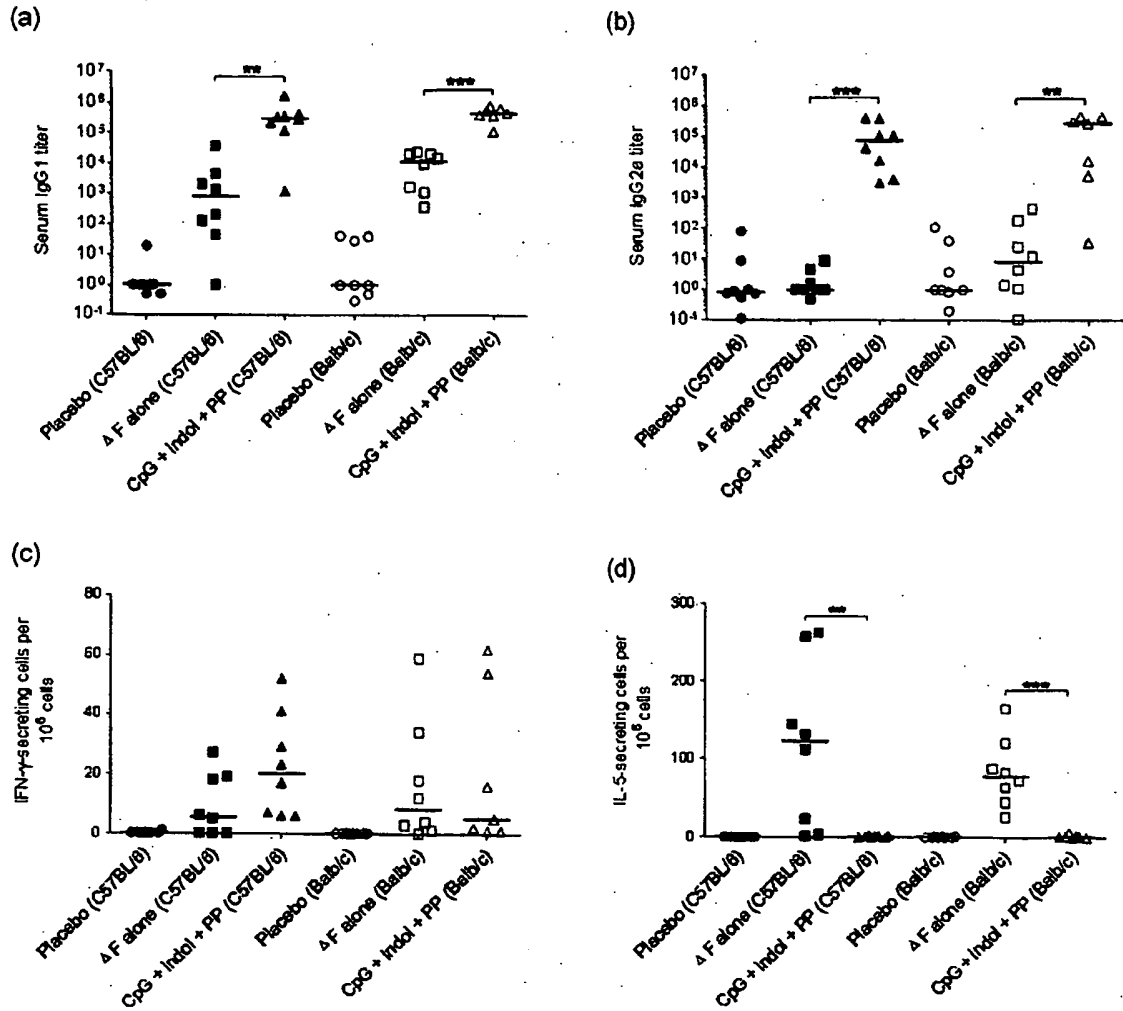 (a)
Serum IgG1 titer
10⁷
10⁶
10⁵
10⁴
10³
10²
10¹
10⁰
10⁻¹
**
***
Placebo (C57BL/6)
Δ F alone (C57BL/6)
CpG + Indol + PP (C57BL/6)
Placebo (Balb/c)
Δ F alone (Balb/c)
CpG + Indol + PP (Balb/c)
(b)
Serum IgG2a titer
10⁷
10⁶
10⁵
10⁴
10³
10²
10¹
10⁰
10⁻¹
***
**
Placebo (C57BL/6)
Δ F alone (C57BL/6)
CpG + Indol + PP (C57BL/6)
Placebo (Balb/c)
Δ F alone (Balb/c)
CpG + Indol + PP (Balb/c)
(c)
IFN-γ-secreting cells per
10⁶ cells
80
60
40
20
0
Placebo (C57BL/6)
Δ F alone (C57BL/6)
CpG + Indol + PP (C57BL/6)
Placebo (Balb/c)
Δ F alone (Balb/c)
CpG + Indol + PP (Balb/c)
(d)
IL-5-secreting cells per
10⁶ cells
300
200
100
0
**
***
Placebo (C57BL/6)
Δ F alone (C57BL/6)
CpG + Indol + PP (C57BL/6)
Placebo (Balb/c)
Δ F alone (Balb/c)
CpG + Indol + PP (Balb/c)